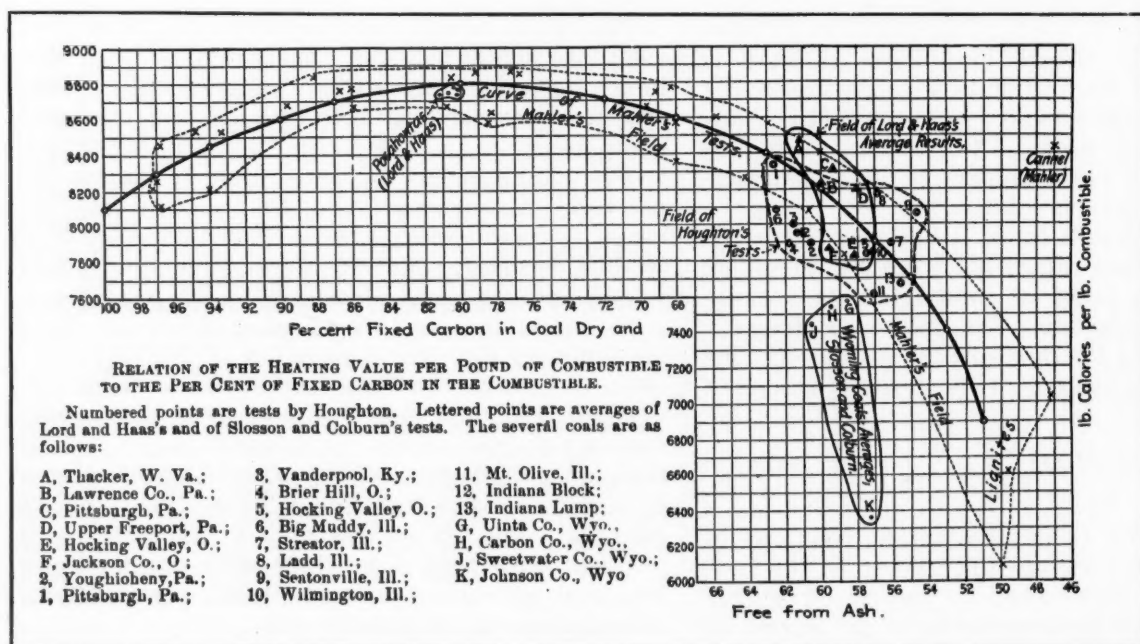 9000
8800
8600
8400
8200
8000
7800
7600
100 98 96 94 92 90 88 86 84 82 80 78 76 74 72 70 68 66
Per cent Fixed Carbon in Coal Dry and
Curve of Mahler's Tests.
Mahler's Field
Pocahontas
(Lord & Haas)
Field of Lord & Haas's
Average Results.
Cannel
(Mahler)
Field of
Houghton's
Tests
Wyoming Coals, Averages,
Slosson and Colburn.
Mahler's Field
Lignites
lb. Calories per lb. Combustible.
7400
7200
7000
6800
6600
6400
6200
6000
66 64 62 60 58 56 54 52 50 48 46
Free from Ash.
RELATION OF THE HEATING VALUE PER POUND OF COMBUSTIBLE
TO THE PER CENT OF FIXED CARBON IN THE COMBUSTIBLE.
Numbered points are tests by Houghton. Lettered points are averages of
Lord and Haas's and of Slosson and Colburn's tests. The several coals are as
follows:
A, Thacker, W. Va.;
B, Lawrence Co., Pa.;
C, Pittsburgh, Pa.;
D, Upper Freeport, Pa.;
E, Hocking Valley, O.;
F, Jackson Co., O ;
2, Youghioheny, Pa.;
1, Pittsburgh, Pa.;
3, Vanderpool, Ky.;
4, Brier Hill, O.;
5, Hocking Valley, O.;
6, Big Muddy, Ill.;
7, Streator, Ill.;
8, Ladd, Ill.;
9, Seatonville, Ill.;
10, Wilmington, Ill.;
11, Mt. Olive, Ill.;
12, Indiana Block;
13, Indiana Lump;
G, Uinta Co., Wyo.,
H, Carbon Co., Wyo.,
J, Sweetwater Co., Wyo.;
K, Johnson Co., Wyo